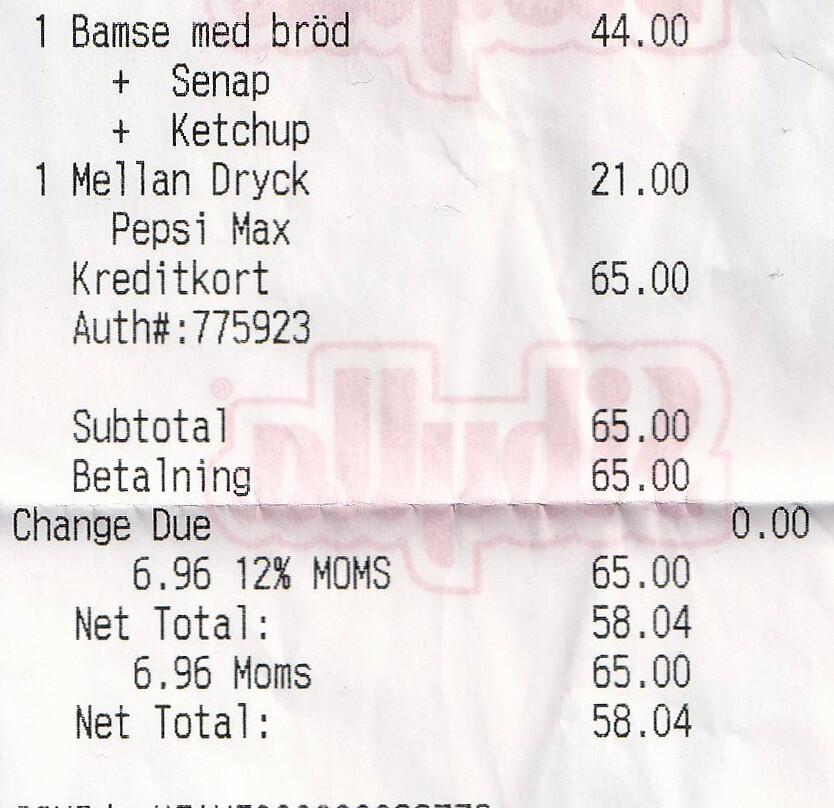 1 Bamse med bröd 44.00
+ Senap
+ Ketchup
1 Mellan Dryck 21.00
Pepsi Max
Kreditkort 65.00
Auth#:775923
Subtotal 65.00
Betalning 65.00
Change Due 0.00
6.96 12% MOMS 65.00
Net Total: 58.04
6.96 Moms 65.00
Net Total: 58.04
Sibylla®